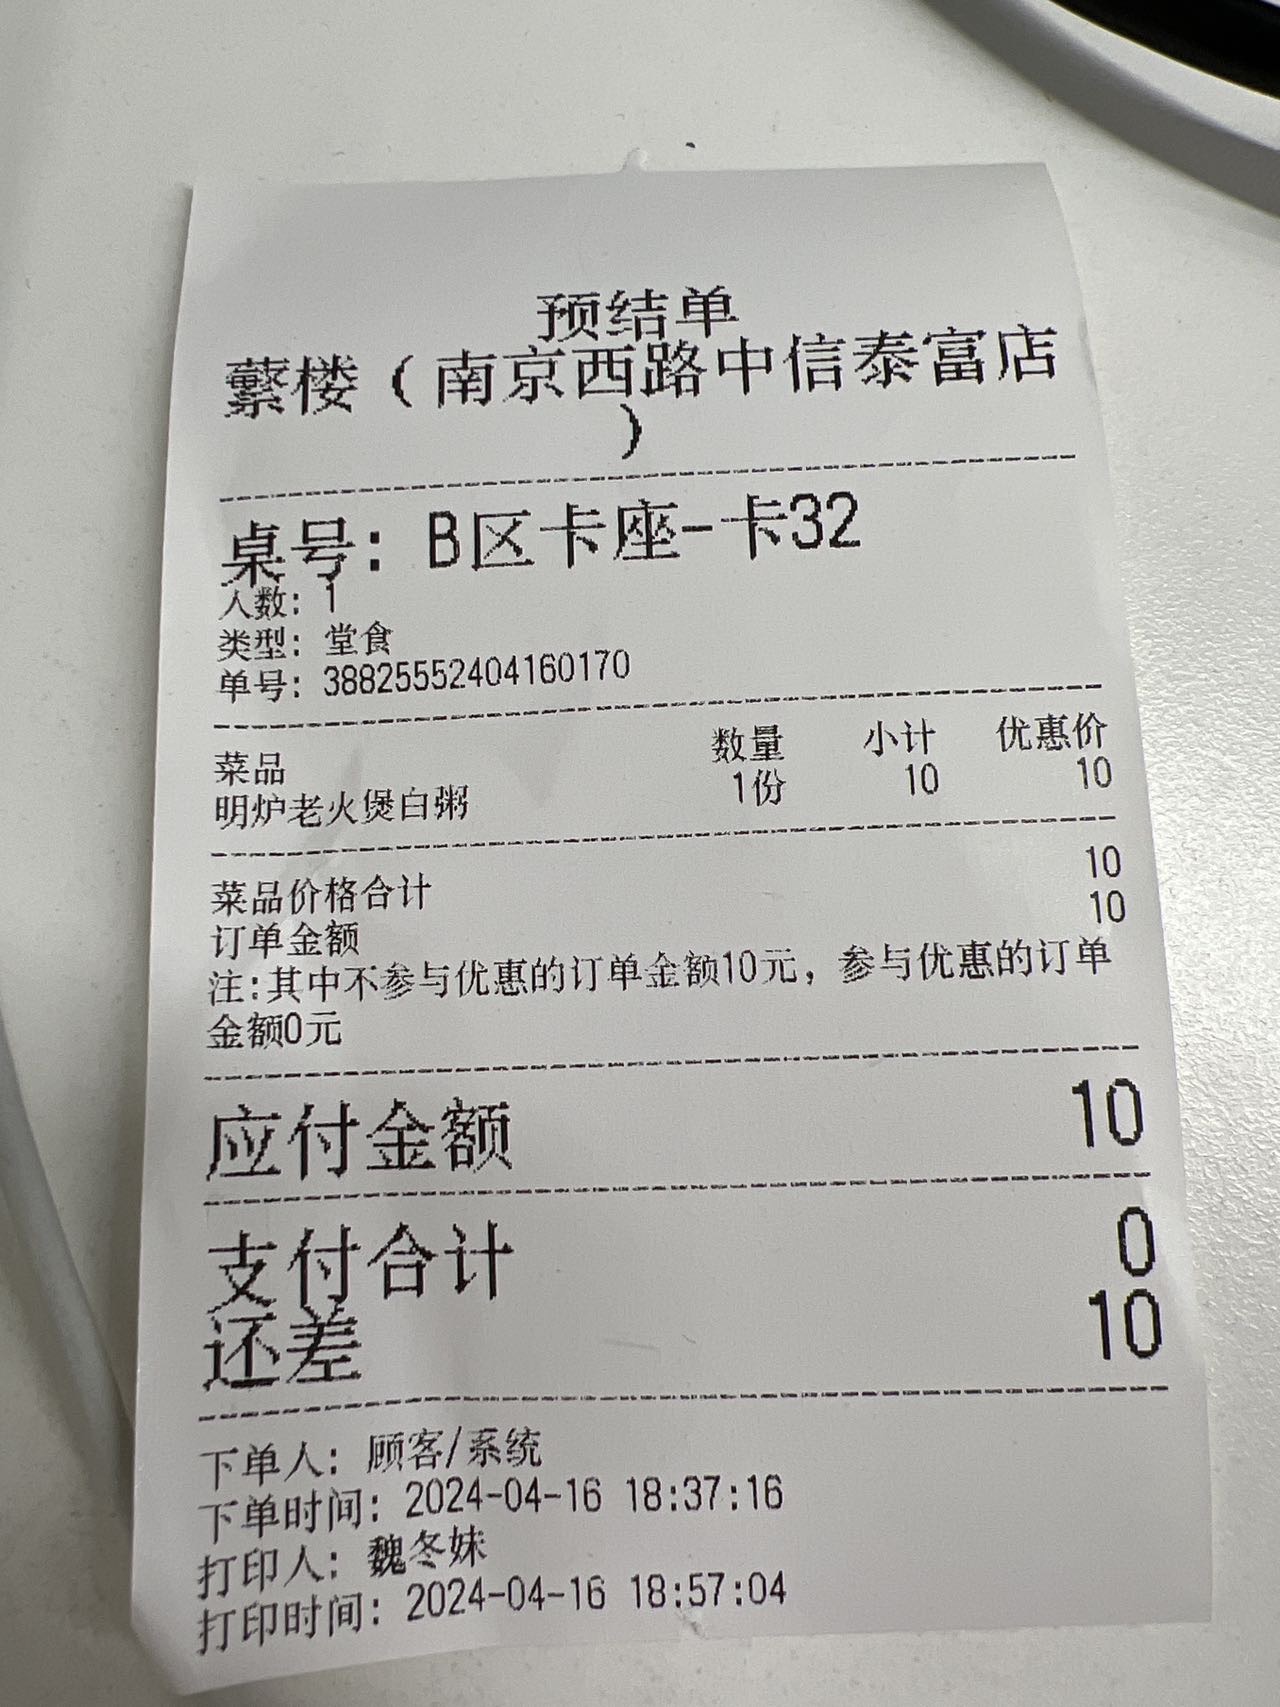 预结单
蘩楼（南京西路中信泰富店
）
桌号: B区卡座-卡32
人数: 1
类型: 堂食
单号: 38825552404160170
菜品 数量 小计 优惠价
明炉老火煲白粥 1份 10 10
菜品价格合计 10
订单金额 10
注:其中不参与优惠的订单金额10元，参与优惠的订单
金额0元
应付金额 10
支付合计 0
还差 10
下单人: 顾客/系统
下单时间: 2024-04-16 18:37:16
打印人: 魏冬妹
打印时间: 2024-04-16 18:57:04